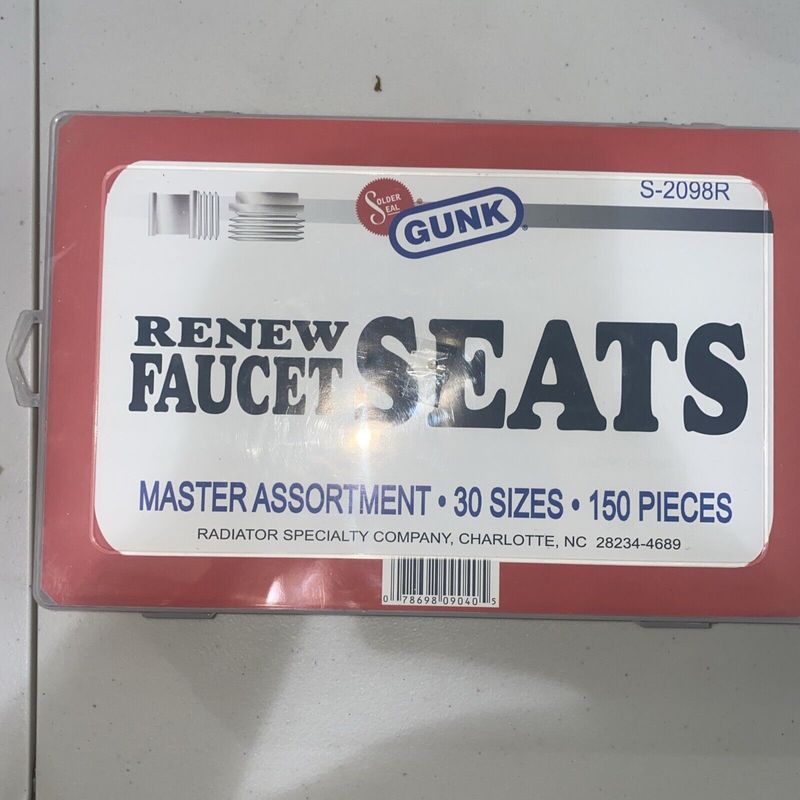 S-2098R
SOLDER
SEAL
GUNK
RENEW
FAUCET SEATS
MASTER ASSORTMENT • 30 SIZES • 150 PIECES
RADIATOR SPECIALTY COMPANY, CHARLOTTE, NC 28234-4689
0 78698 09040 5